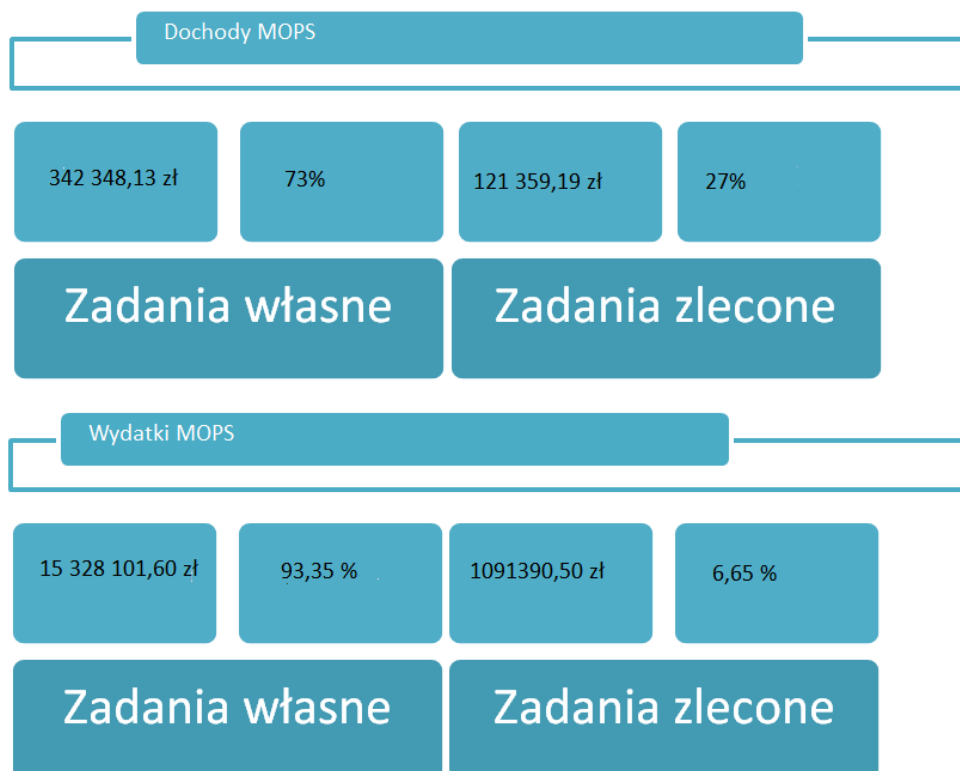 Dochody MOPS
342 348,13 zł
73%
121 359,19 zł
27%
Zadania własne
Zadania zlecone
Wydatki MOPS
15 328 101,60 zł
93,35 %
1091390,50 zł
6,65 %
Zadania własne
Zadania zlecone